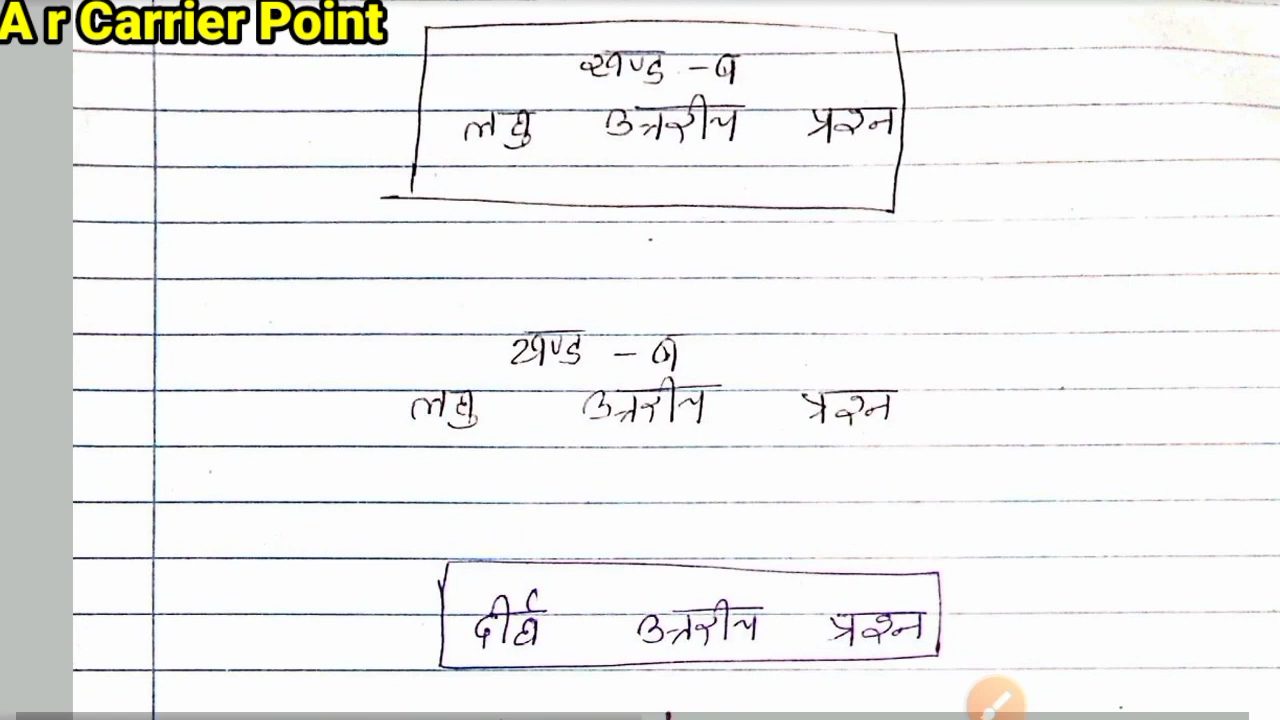 A r Carrier Point
खण्ड - ब
लघु उत्तरीय प्रश्न
खण्ड - ब
लघु उत्तरीय प्रश्न
दीर्घ उत्तरीय प्रश्न